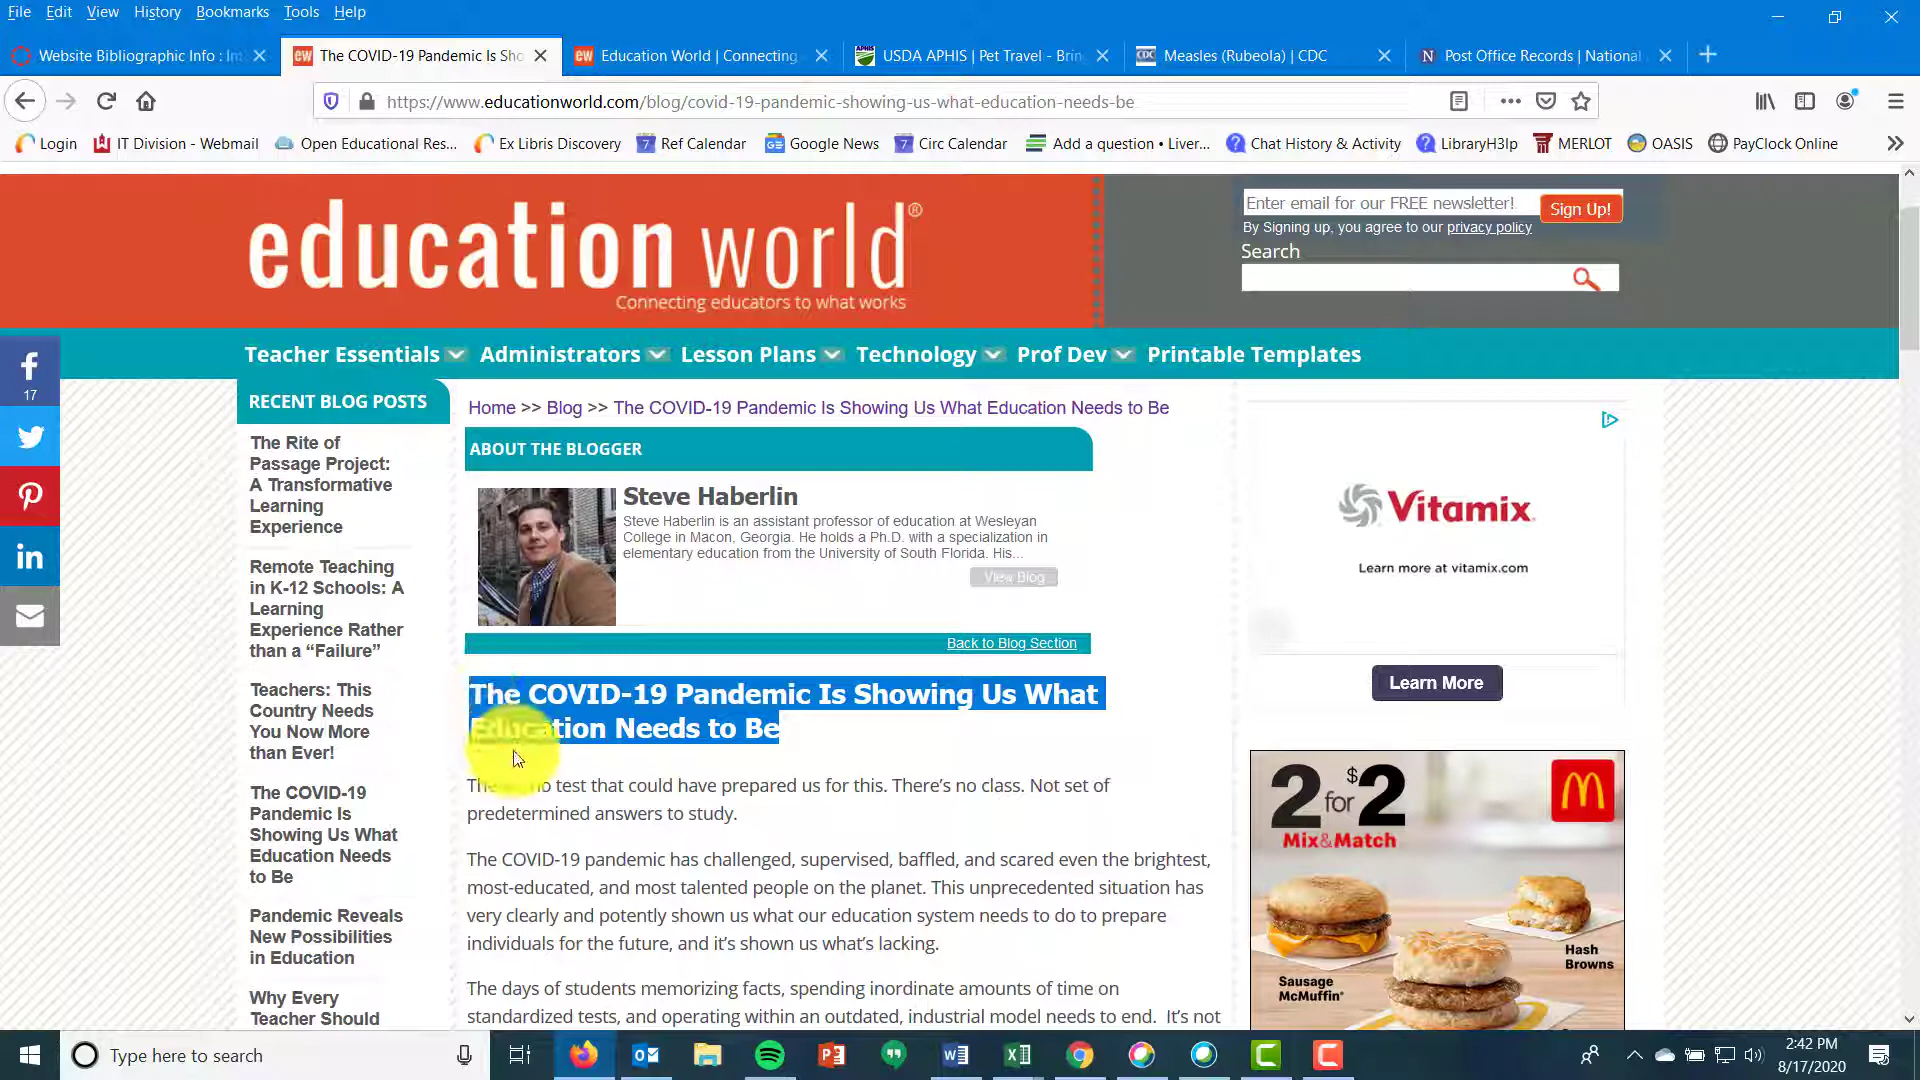 File Edit View History Bookmarks Tools Help
Website Bibliographic Info : Im
The COVID-19 Pandemic Is Sho
Education World | Connecting
USDA APHIS | Pet Travel - Brin
Measles (Rubeola) | CDC
Post Office Records | National
https://www.educationworld.com/blog/covid-19-pandemic-showing-us-what-education-needs-be
Login IT Division - Webmail Open Educational Res... Ex Libris Discovery Ref Calendar Google News Circ Calendar Add a question • Liver... Chat History & Activity LibraryH3lp MERLOT OASIS PayClock Online
education world®
Connecting educators to what works
Enter email for our FREE newsletter! Sign Up!
By Signing up, you agree to our privacy policy
Search
Teacher Essentials Administrators Lesson Plans Technology Prof Dev Printable Templates
17
RECENT BLOG POSTS
The Rite of
Passage Project:
A Transformative
Learning
Experience
Remote Teaching
in K-12 Schools: A
Learning
Experience Rather
than a “Failure”
Teachers: This
Country Needs
You Now More
than Ever!
The COVID-19
Pandemic Is
Showing Us What
Education Needs
to Be
Pandemic Reveals
New Possibilities
in Education
Why Every
Teacher Should
Home >> Blog >> The COVID-19 Pandemic Is Showing Us What Education Needs to Be
ABOUT THE BLOGGER
Steve Haberlin
Steve Haberlin is an assistant professor of education at Wesleyan
College in Macon, Georgia. He holds a Ph.D. with a specialization in
elementary education from the University of South Florida. His...
View Blog
Back to Blog Section
The COVID-19 Pandemic Is Showing Us What
Education Needs to Be
no test that could have prepared us for this. There’s no class. Not set of
predetermined answers to study.
The COVID-19 pandemic has challenged, supervised, baffled, and scared even the brightest,
most-educated, and most talented people on the planet. This unprecedented situation has
very clearly and potently shown us what our education system needs to do to prepare
individuals for the future, and it’s shown us what’s lacking.
The days of students memorizing facts, spending inordinate amounts of time on
standardized tests, and operating within an outdated, industrial model needs to end. It’s not
Vitamix
Learn more at vitamix.com
Learn More
2 for $2
Mix&Match
Hash
Browns
Sausage
McMuffin®
Type here to search
2:42 PM
8/17/2020